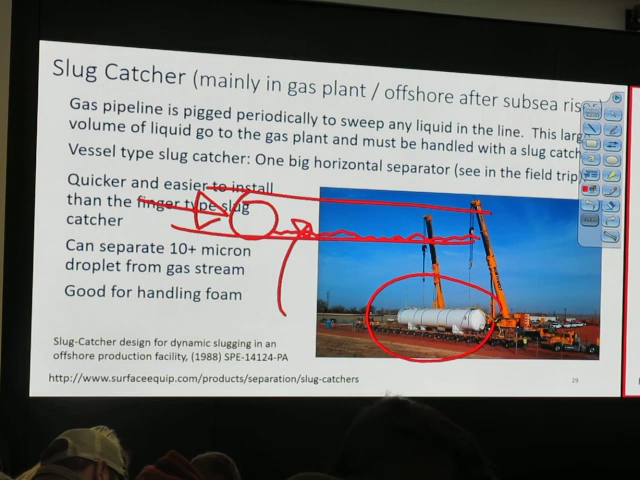 Slug Catcher (mainly in gas plant / offshore after subsea
Gas pipeline is pigged periodically to sweep any liquid in the line. This
volume of liquid go to the gas plant and must be handled with a slug
Vessel type slug catcher: One big horizontal separator (see in the field trip
Quicker and easier to install
than the finger type slug
catcher
Can separate 10+ micron
droplet from gas stream
Good for handling foam
Slug-Catcher design for dynamic slugging in an
offshore production facility, (1988) SPE-14124-PA
http://www.surfaceequip.com/products/separation/slug-catchers
29